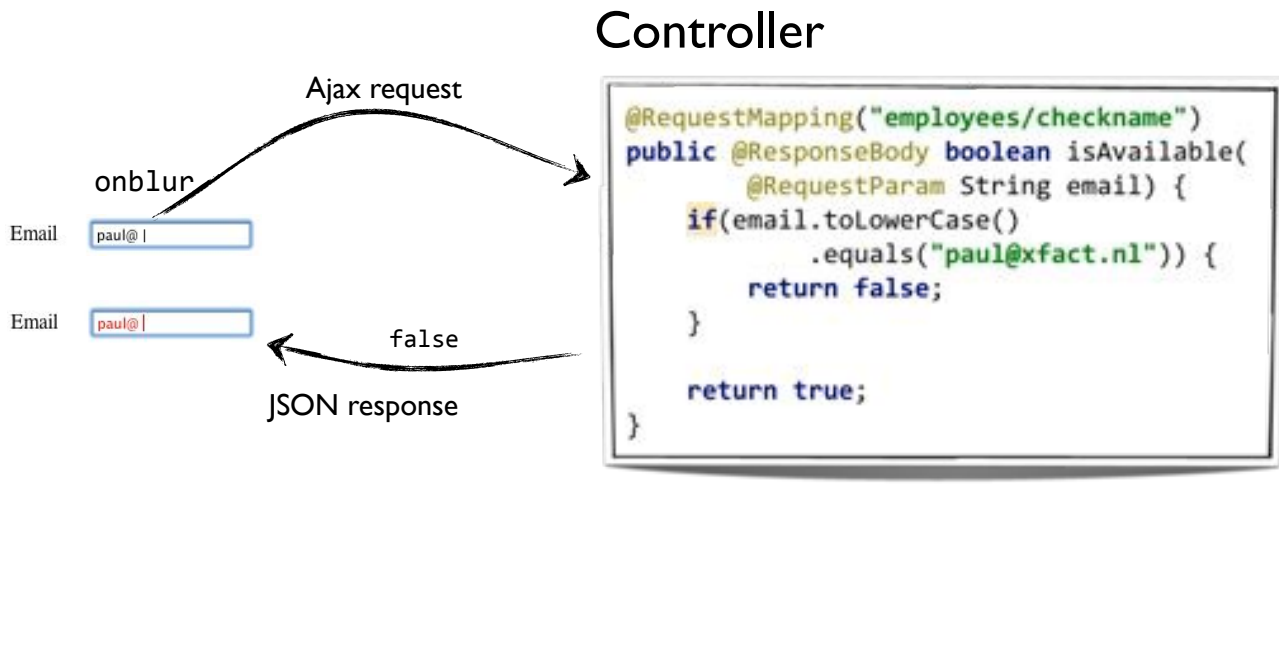 Controller
Ajax request
onblur
Email paul@ |
Email paul@ |
false
JSON response
@RequestMapping("employees/checkname")
public @ResponseBody boolean isAvailable(
@RequestParam String email) {
if(email.toLowerCase()
.equals("paul@xfact.nl")) {
return false;
}
return true;
}